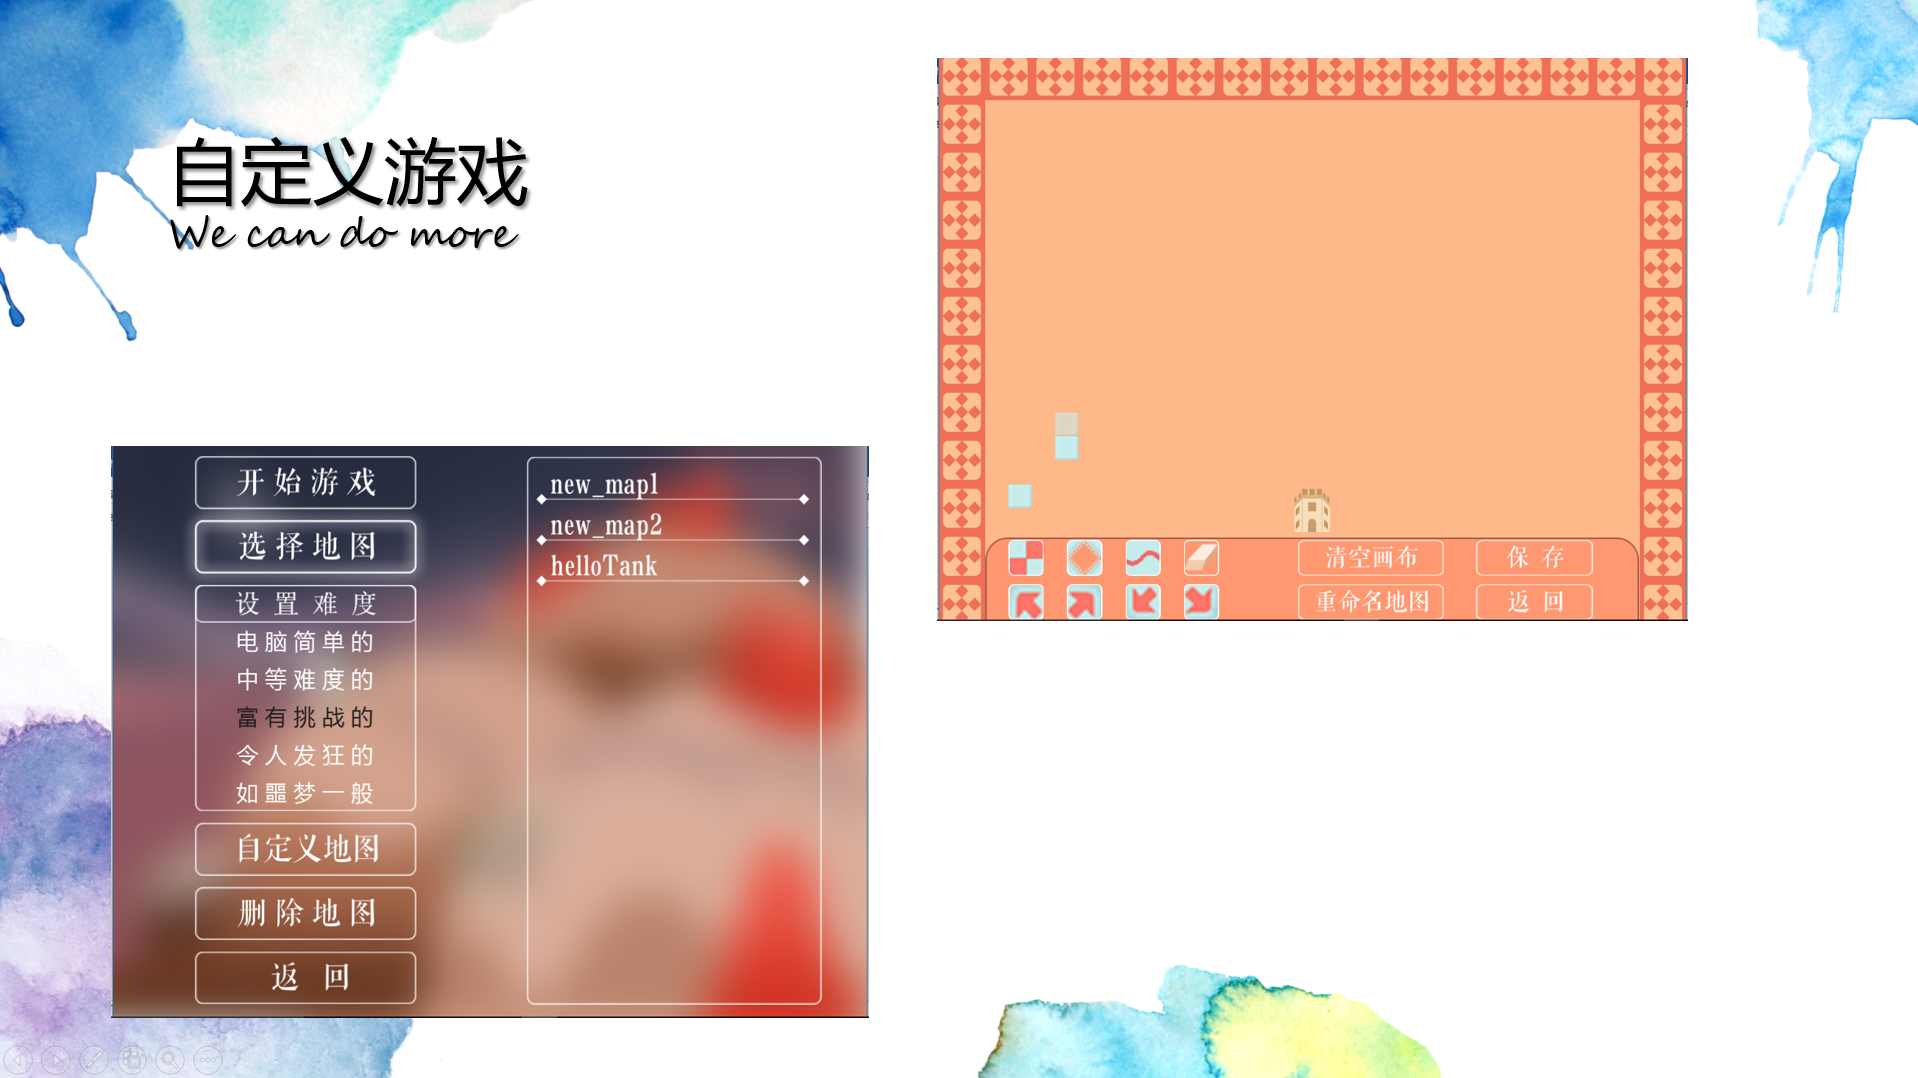 自定义游戏
We can do more
开始游戏
选择地图
设置难度
电脑简单的
中等难度的
富有挑战的
令人发狂的
如噩梦一般
自定义地图
删除地图
返回
new_map1
new_map2
helloTank
清空画布
保存
重命名地图
返回